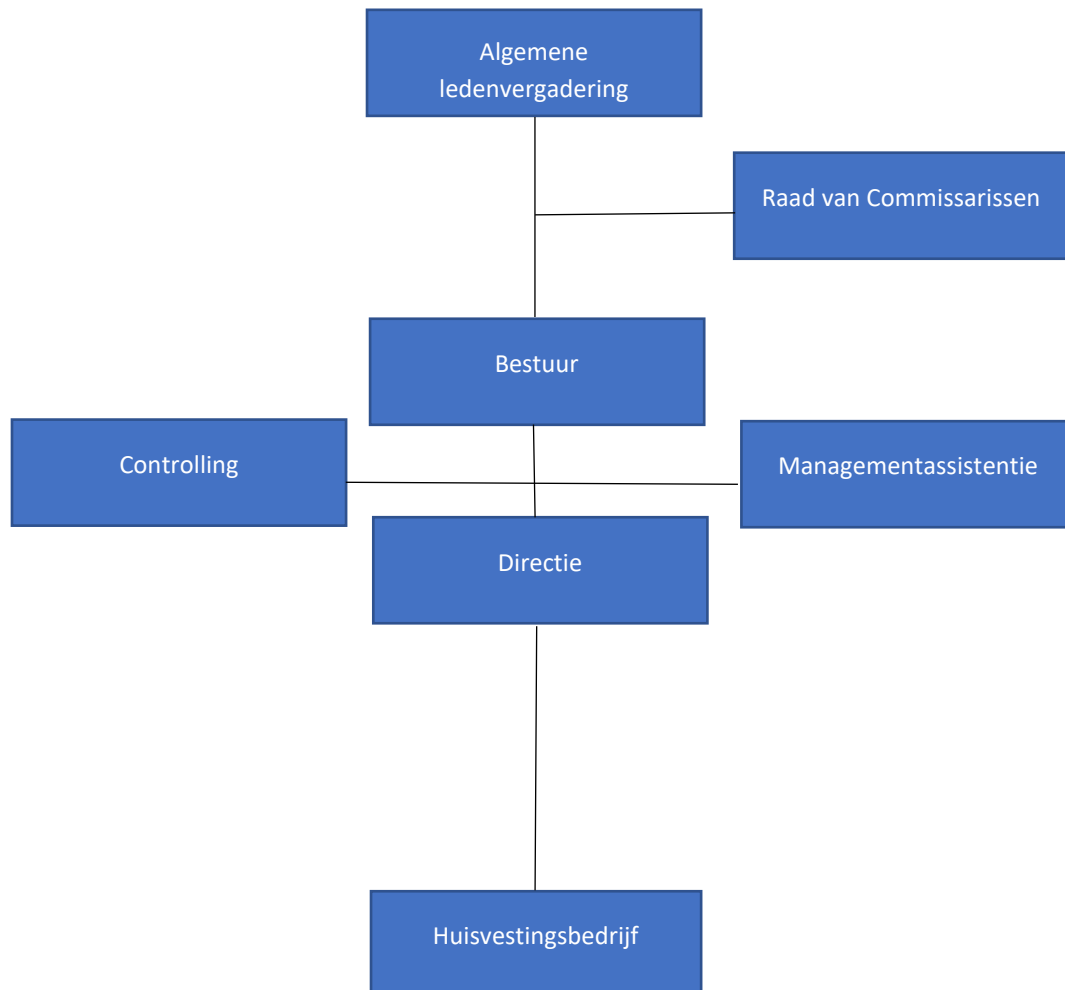 Algemene
ledenvergadering
Raad van Commissarissen
Bestuur
Controlling
Managementassistentie
Directie
Huisvestingsbedrijf